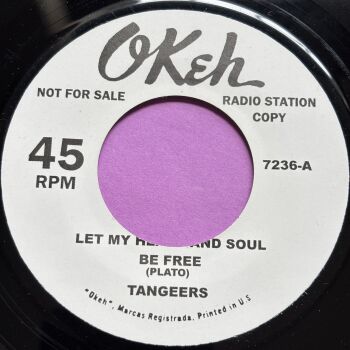 OKeh
NOT FOR SALE
RADIO STATION
COPY
45
RPM
7236-A
LET MY AND SOUL
BE FREE
(PLATO)
TANGEERS
"Okeh", Marcas Registrada. Printed in U S